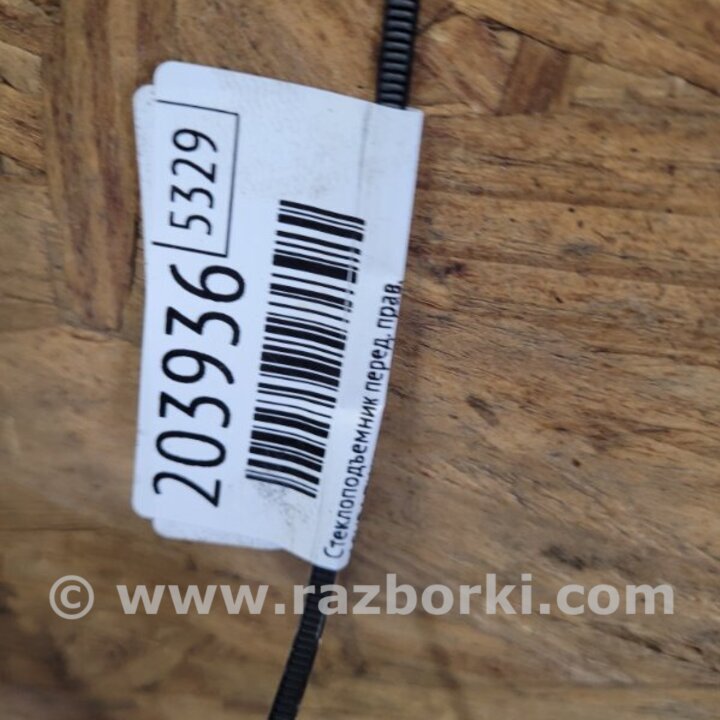 203936
5329
Стеклоподъемник перед. прав.
© www.razborki.com